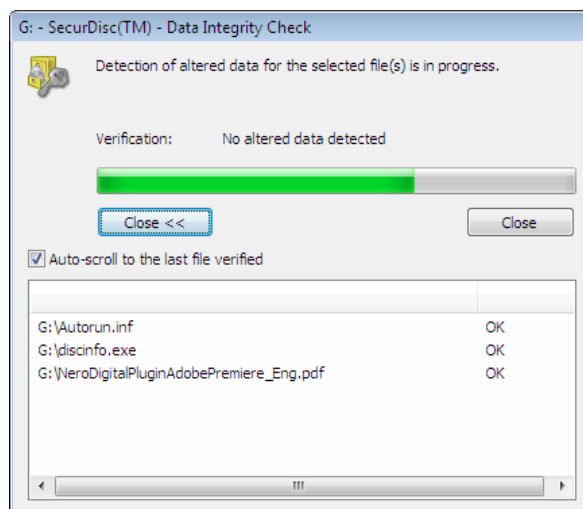 G: - SecurDisc(TM) - Data Integrity Check
Detection of altered data for the selected file(s) is in progress.
Verification: No altered data detected
Close << Close
Auto-scroll to the last file verified
G:\Autorun.inf OK
G:\discinfo.exe OK
G:\NeroDigitalPluginAdobePremiere_Eng.pdf OK